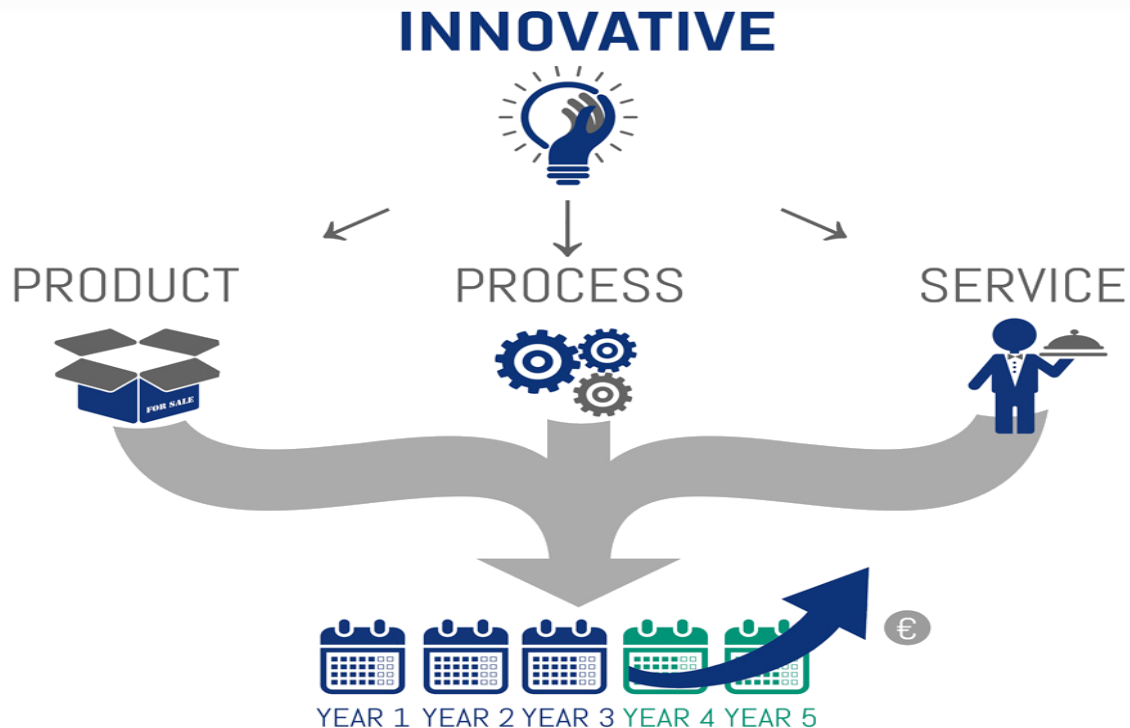 INNOVATIVE
PRODUCT PROCESS SERVICE
FOR SALE
€
YEAR 1 YEAR 2 YEAR 3 YEAR 4 YEAR 5